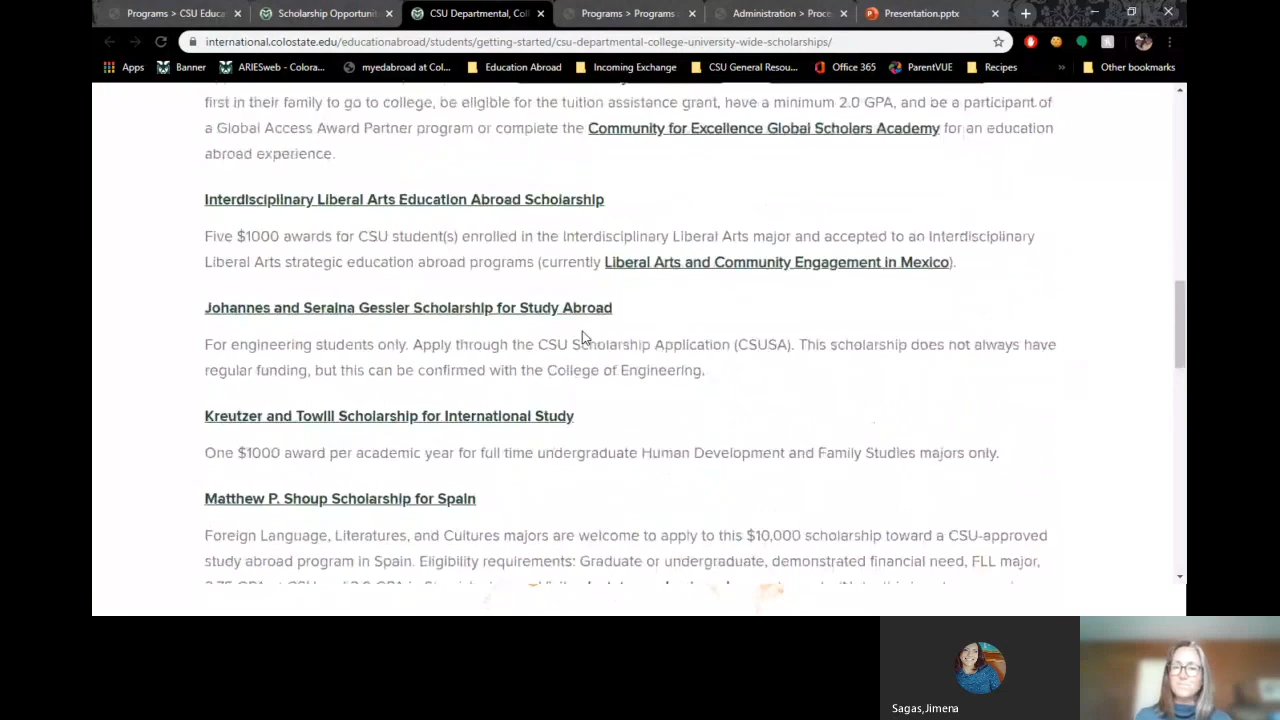 Programs > CSU Educa
Scholarship Opportuni
CSU Departmental, Col
Programs > Programs
Administration > Proce
Presentation.pptx
international.colostate.edu/educationabroad/students/getting-started/csu-departmental-college-university-wide-scholarships/
Apps Banner ARIESweb - Colora... myedabroad at Col... Education Abroad Incoming Exchange CSU General Resou... Office 365 ParentVUE Recipes » Other bookmarks
first in their family to go to college, be eligible for the tuition assistance grant, have a minimum 2.0 GPA, and be a participant of
a Global Access Award Partner program or complete the Community for Excellence Global Scholars Academy for an education
abroad experience.
Interdisciplinary Liberal Arts Education Abroad Scholarship
Five $1000 awards for CSU student(s) enrolled in the Interdisciplinary Liberal Arts major and accepted to an Interdisciplinary
Liberal Arts strategic education abroad programs (currently Liberal Arts and Community Engagement in Mexico).
Johannes and Seraina Gessler Scholarship for Study Abroad
For engineering students only. Apply through the CSU Scholarship Application (CSUSA). This scholarship does not always have
regular funding, but this can be confirmed with the College of Engineering.
Kreutzer and Towill Scholarship for International Study
One $1000 award per academic year for full time undergraduate Human Development and Family Studies majors only.
Matthew P. Shoup Scholarship for Spain
Foreign Language, Literatures, and Cultures majors are welcome to apply to this $10,000 scholarship toward a CSU-approved
study abroad program in Spain. Eligibility requirements: Graduate or undergraduate, demonstrated financial need, FLL major,
Sagas,Jimena